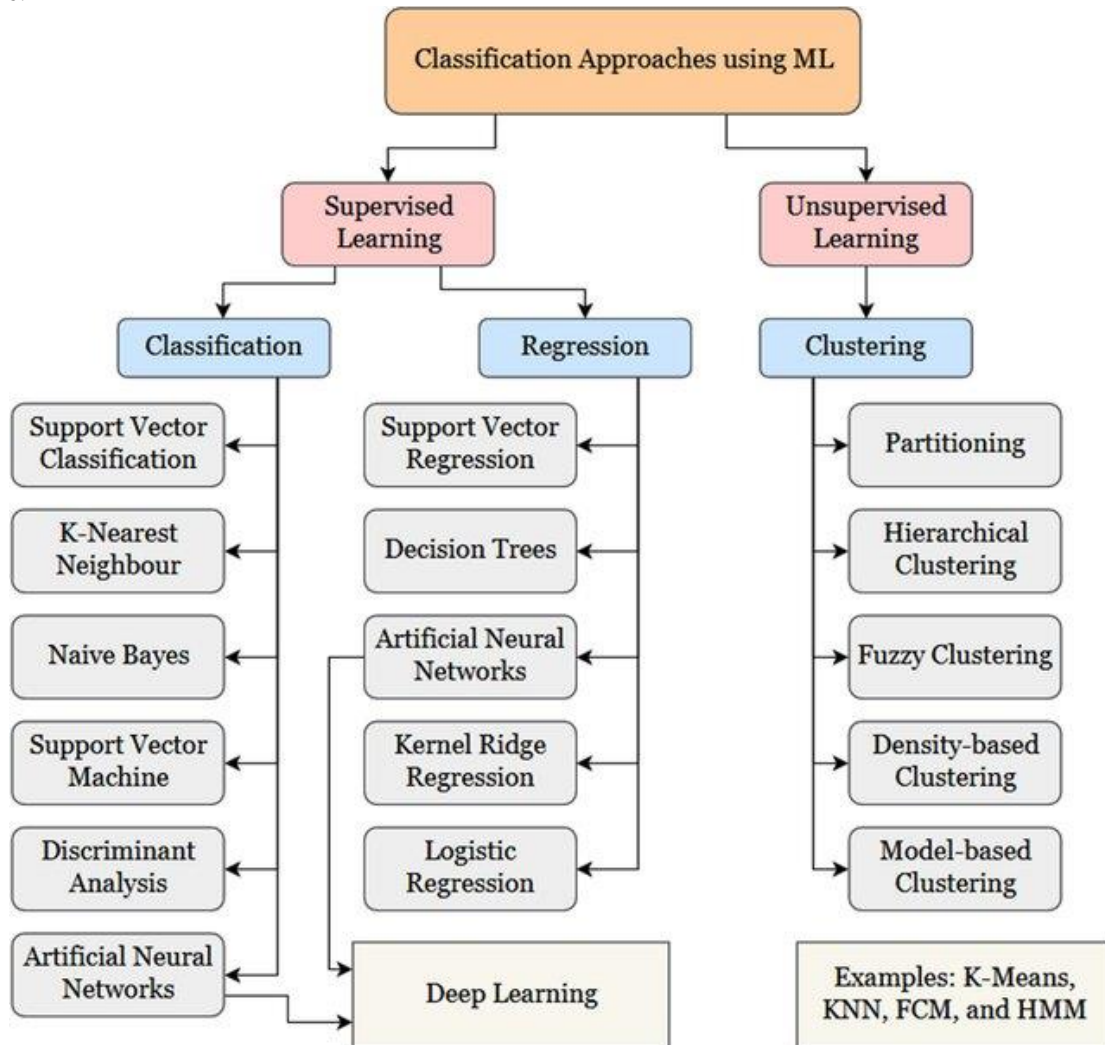 Classification Approaches using ML
Supervised
Learning
Unsupervised
Learning
Classification
Regression
Clustering
Support Vector
Classification
K-Nearest
Neighbour
Naive Bayes
Support Vector
Machine
Discriminant
Analysis
Artificial Neural
Networks
Support Vector
Regression
Decision Trees
Artificial Neural
Networks
Kernel Ridge
Regression
Logistic
Regression
Deep Learning
Partitioning
Hierarchical
Clustering
Fuzzy Clustering
Density-based
Clustering
Model-based
Clustering
Examples: K-Means,
KNN, FCM, and HMM